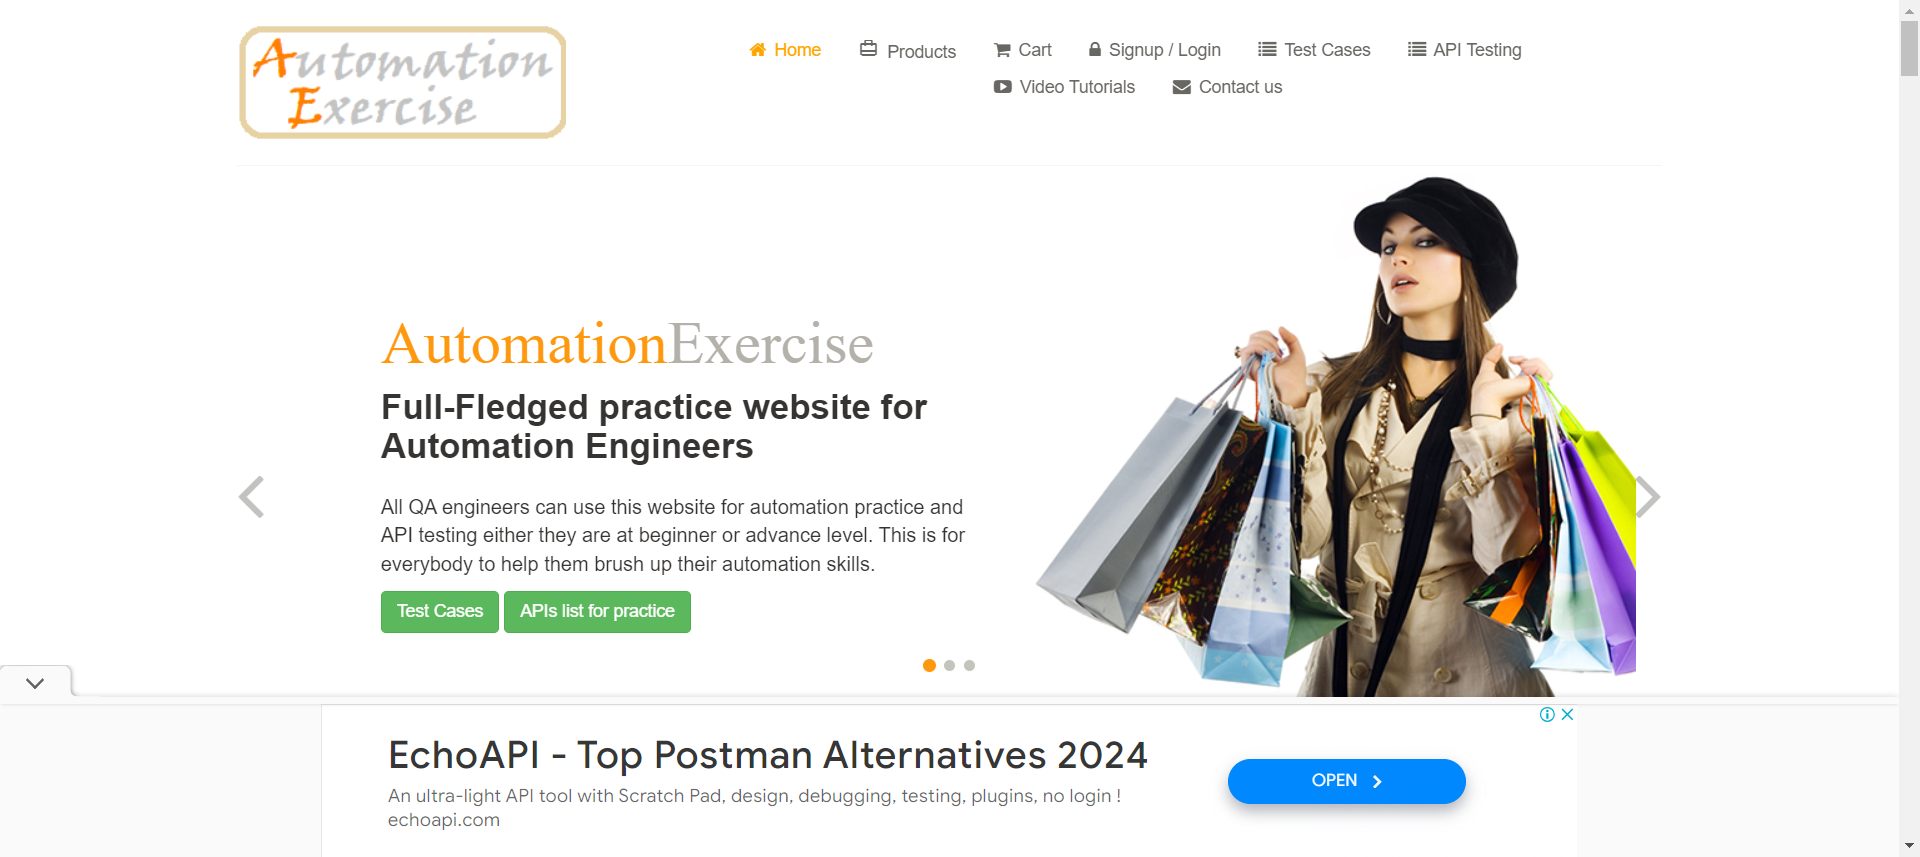 Automation
Exercise
Home
Products
Cart
Signup / Login
Test Cases
API Testing
Video Tutorials
Contact us
AutomationExercise
Full-Fledged practice website for
Automation Engineers
All QA engineers can use this website for automation practice and
API testing either they are at beginner or advance level. This is for
everybody to help them brush up their automation skills.
Test Cases
APIs list for practice
EchoAPI - Top Postman Alternatives 2024
An ultra-light API tool with Scratch Pad, design, debugging, testing, plugins, no login !
echoapi.com
OPEN